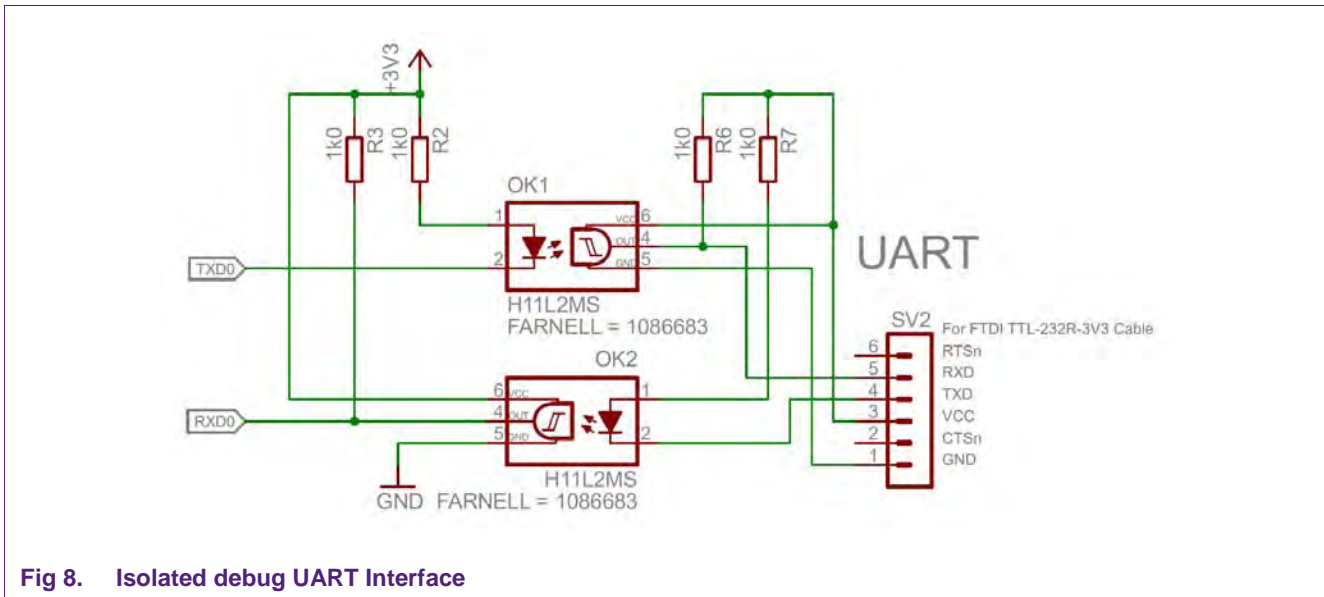 +3V3
1k0
R3
1k0
R2
1k0
R6
1k0
R7
OK1
1
2
VCC
6
OUT
4
GND
5
TXD0
H11L2MS
FARNELL = 1086683
UART
SV2
For FTDI TTL-232R-3V3 Cable
6
RTSn
5
RXD
4
TXD
3
VCC
2
CTSn
1
GND
OK2
6
VCC
4
OUT
5
GND
1
2
RXD0
H11L2MS
GND
FARNELL = 1086683
Fig 8. Isolated debug UART Interface